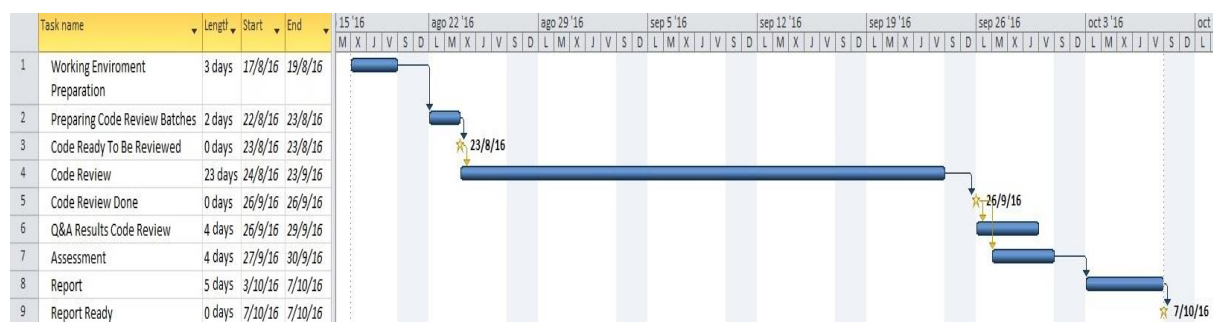 Task name Lengtl Start End 15 '16 ago 22 '16 ago 29 '16 sep 5 '16 sep 12 '16 sep 19 '16 sep 26 '16 oct 3 '16 oct
M X J V S D L M X J V S D L M X J V S D L M X J V S D L M X J V S D L M X J V S D L M X J V S D L M X J V S D L
1 Working Enviroment 3 days 17/8/16 19/8/16
Preparation
2 Preparing Code Review Batches 2 days 22/8/16 23/8/16
3 Code Ready To Be Reviewed 0 days 23/8/16 23/8/16 23/8/16
4 Code Review 23 days 24/8/16 23/9/16
5 Code Review Done 0 days 26/9/16 26/9/16 26/9/16
6 Q&A Results Code Review 4 days 26/9/16 29/9/16
7 Assessment 4 days 27/9/16 30/9/16
8 Report 5 days 3/10/16 7/10/16
9 Report Ready 0 days 7/10/16 7/10/16 7/10/16